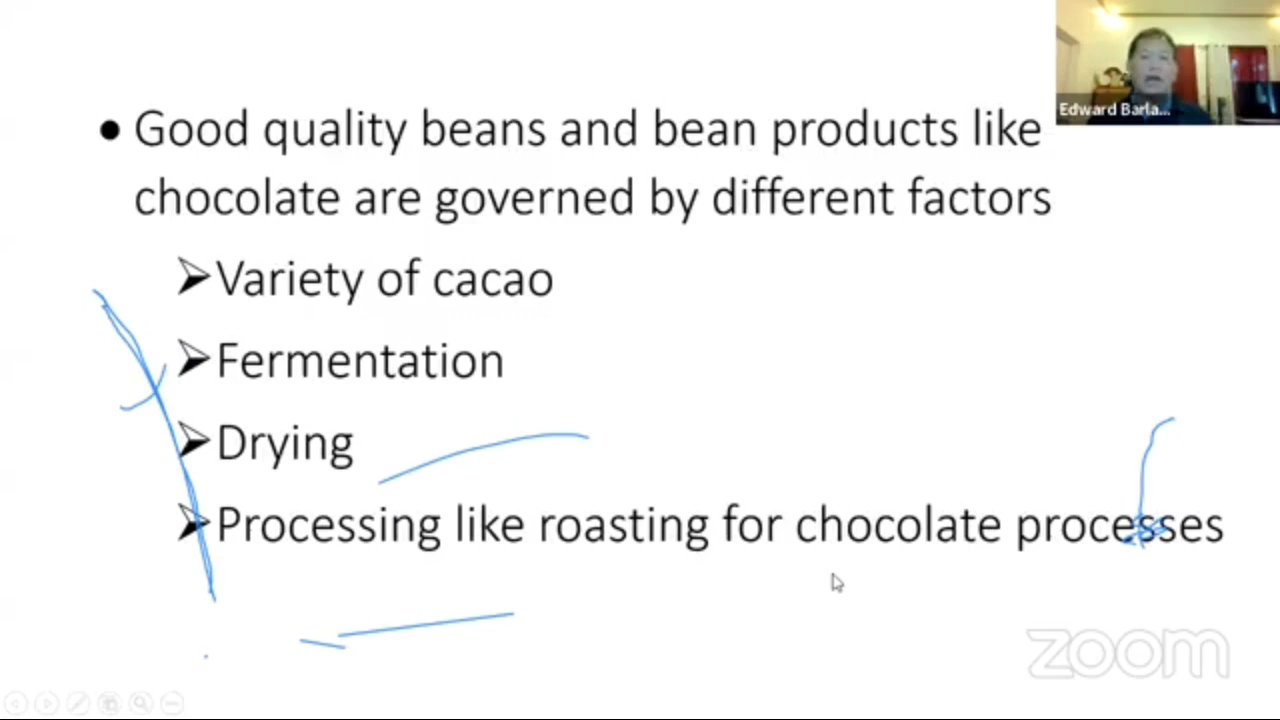 Edward Barla...
• Good quality beans and bean products like
chocolate are governed by different factors
➢Variety of cacao
➢Fermentation
➢Drying
➢Processing like roasting for chocolate processes
zoom